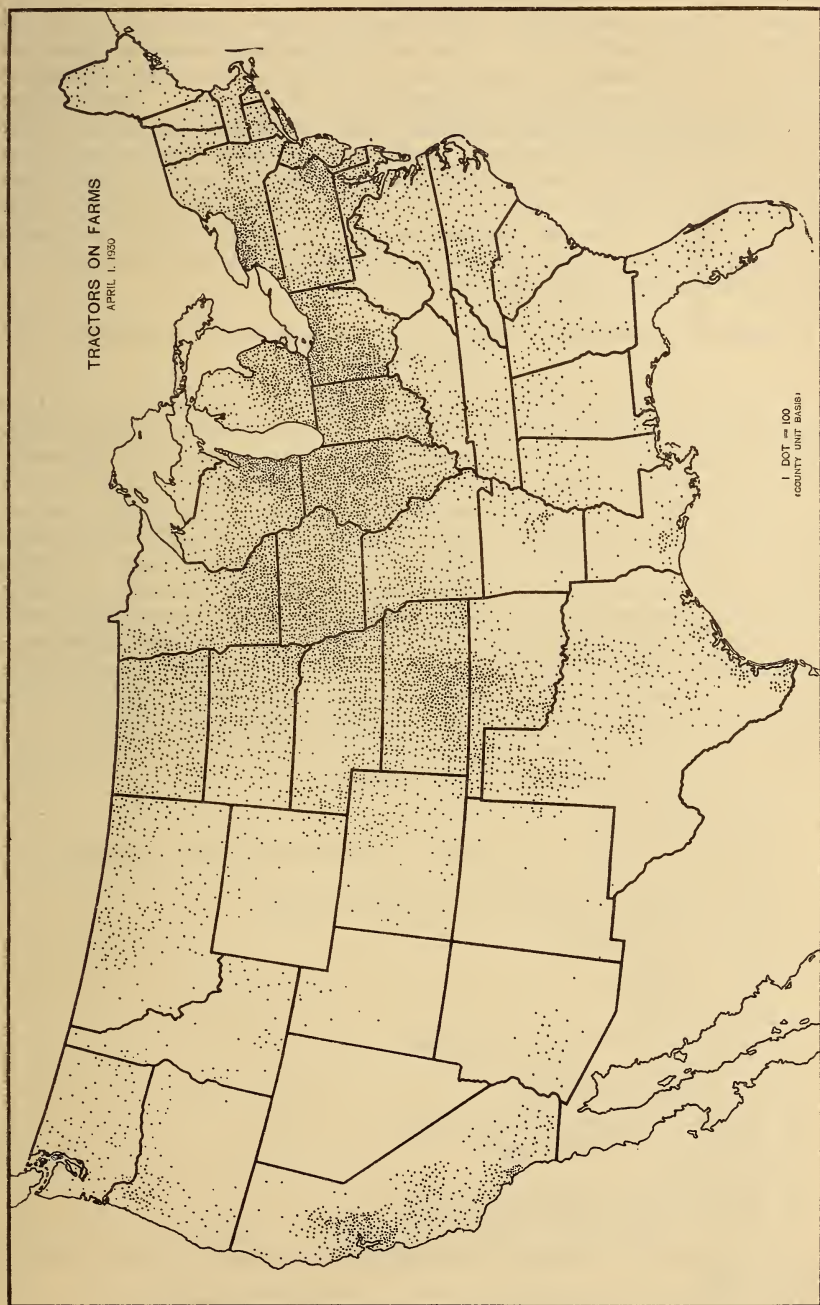 TRACTORS ON FARMS
APRIL 1, 1930
1 DOT = 100
(COUNTY UNIT BASIS)